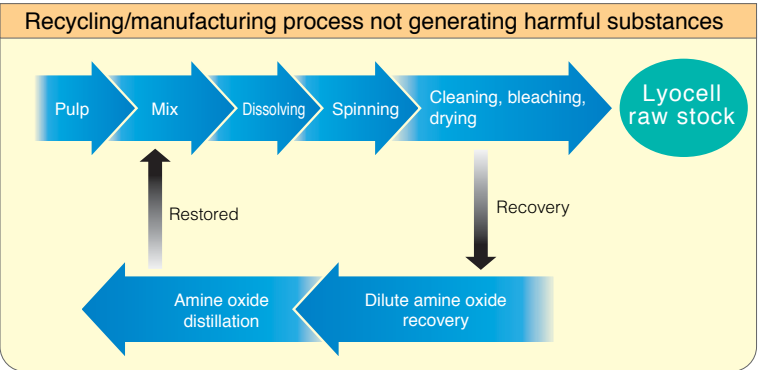 Recycling/manufacturing process not generating harmful substances
Pulp
Mix
Dissolving
Spinning
Cleaning, bleaching,
drying
Lyocell
raw stock
Restored
Recovery
Amine oxide
distillation
Dilute amine oxide
recovery